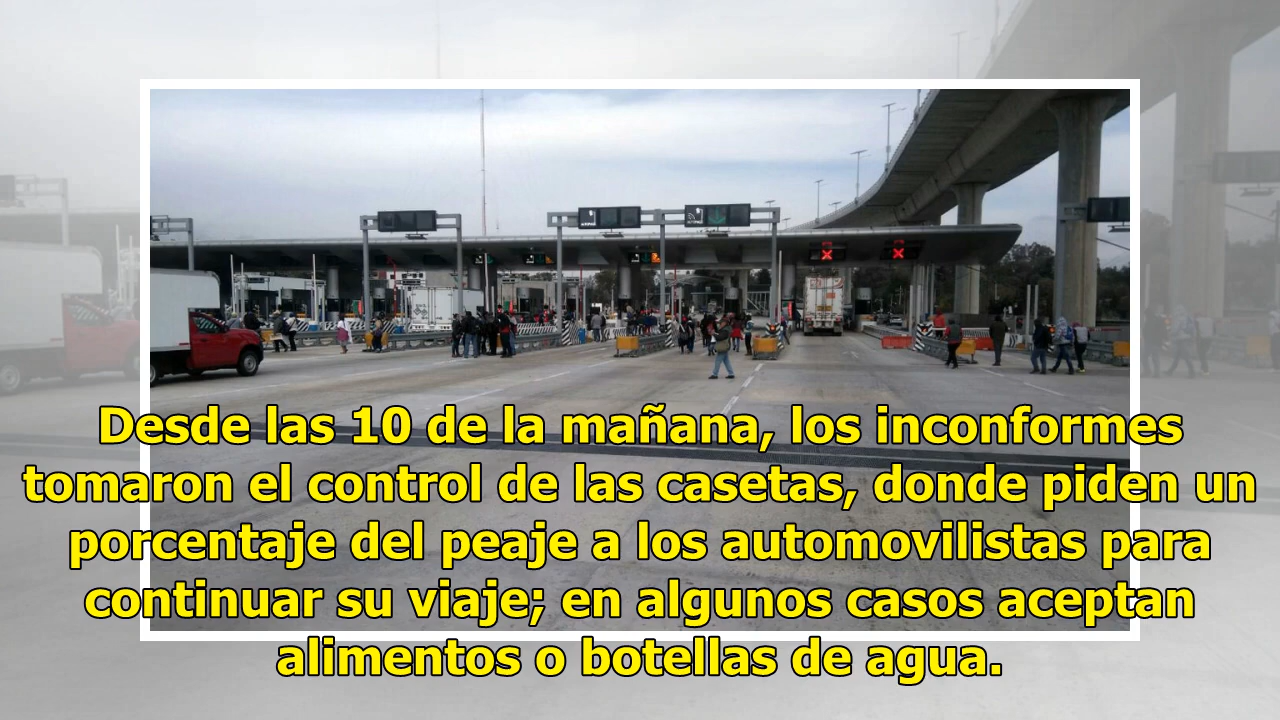 Desde las 10 de la mañana, los inconformes
tomaron el control de las casetas, donde piden un
porcentaje del peaje a los automovilistas para
continuar su viaje; en algunos casos aceptan
alimentos o botellas de agua.